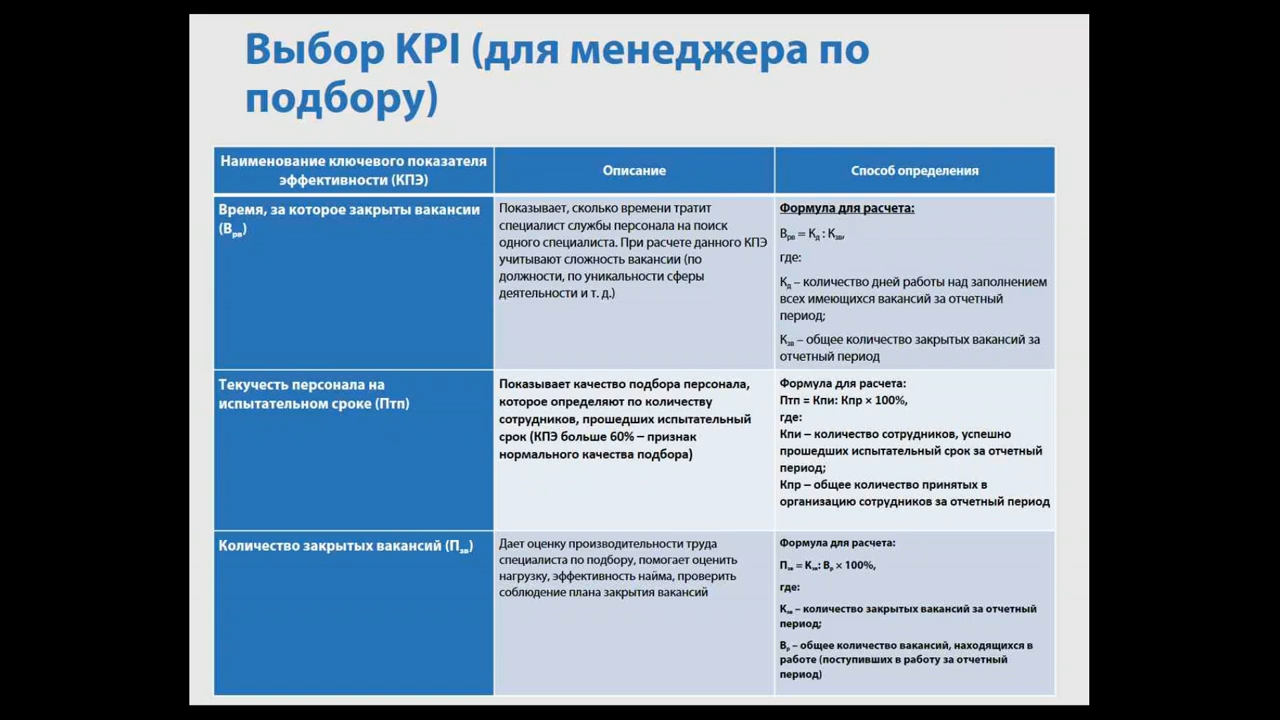 Выбор KPI (для менеджера по
подбору)
Наименование ключевого показателя
эффективности (КПЭ)
Описание
Способ определения
Время, за которое закрыты вакансии
(Врв)
Показывает, сколько времени тратит
специалист службы персонала на поиск
одного специалиста. При расчете данного КПЭ
учитывают сложность вакансии (по
должности, по уникальности сферы
деятельности и т. д.)
Формула для расчета:
Врв = Кд : Кзв,
где:
Кд – количество дней работы над заполнением
всех имеющихся вакансий за отчетный
период;
Кзв – общее количество закрытых вакансий за
отчетный период
Текучесть персонала на
испытательном сроке (Птп)
Показывает качество подбора персонала,
которое определяют по количеству
сотрудников, прошедших испытательный
срок (КПЭ больше 60% – признак
нормального качества подбора)
Формула для расчета:
Птп = Кпи: Кпр × 100%,
где:
Кпи – количество сотрудников, успешно
прошедших испытательный срок за отчетный
период;
Кпр – общее количество принятых в
организацию сотрудников за отчетный период
Количество закрытых вакансий (Пзв)
Дает оценку производительности труда
специалиста по подбору, помогает оценить
нагрузку, эффективность найма, проверить
соблюдение плана закрытия вакансий
Формула для расчета:
Пзв = Кзв: Вр × 100%,
где:
Кзв – количество закрытых вакансий за отчетный
период;
Вр – общее количество вакансий, находящихся в
работе (поступивших в работу за отчетный
период)